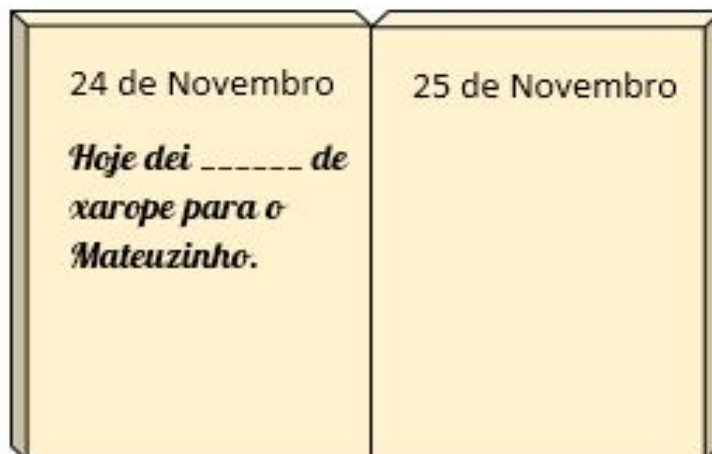 24 de Novembro
Hoje dei ______ de
xarope para o
Mateuzinho.
25 de Novembro